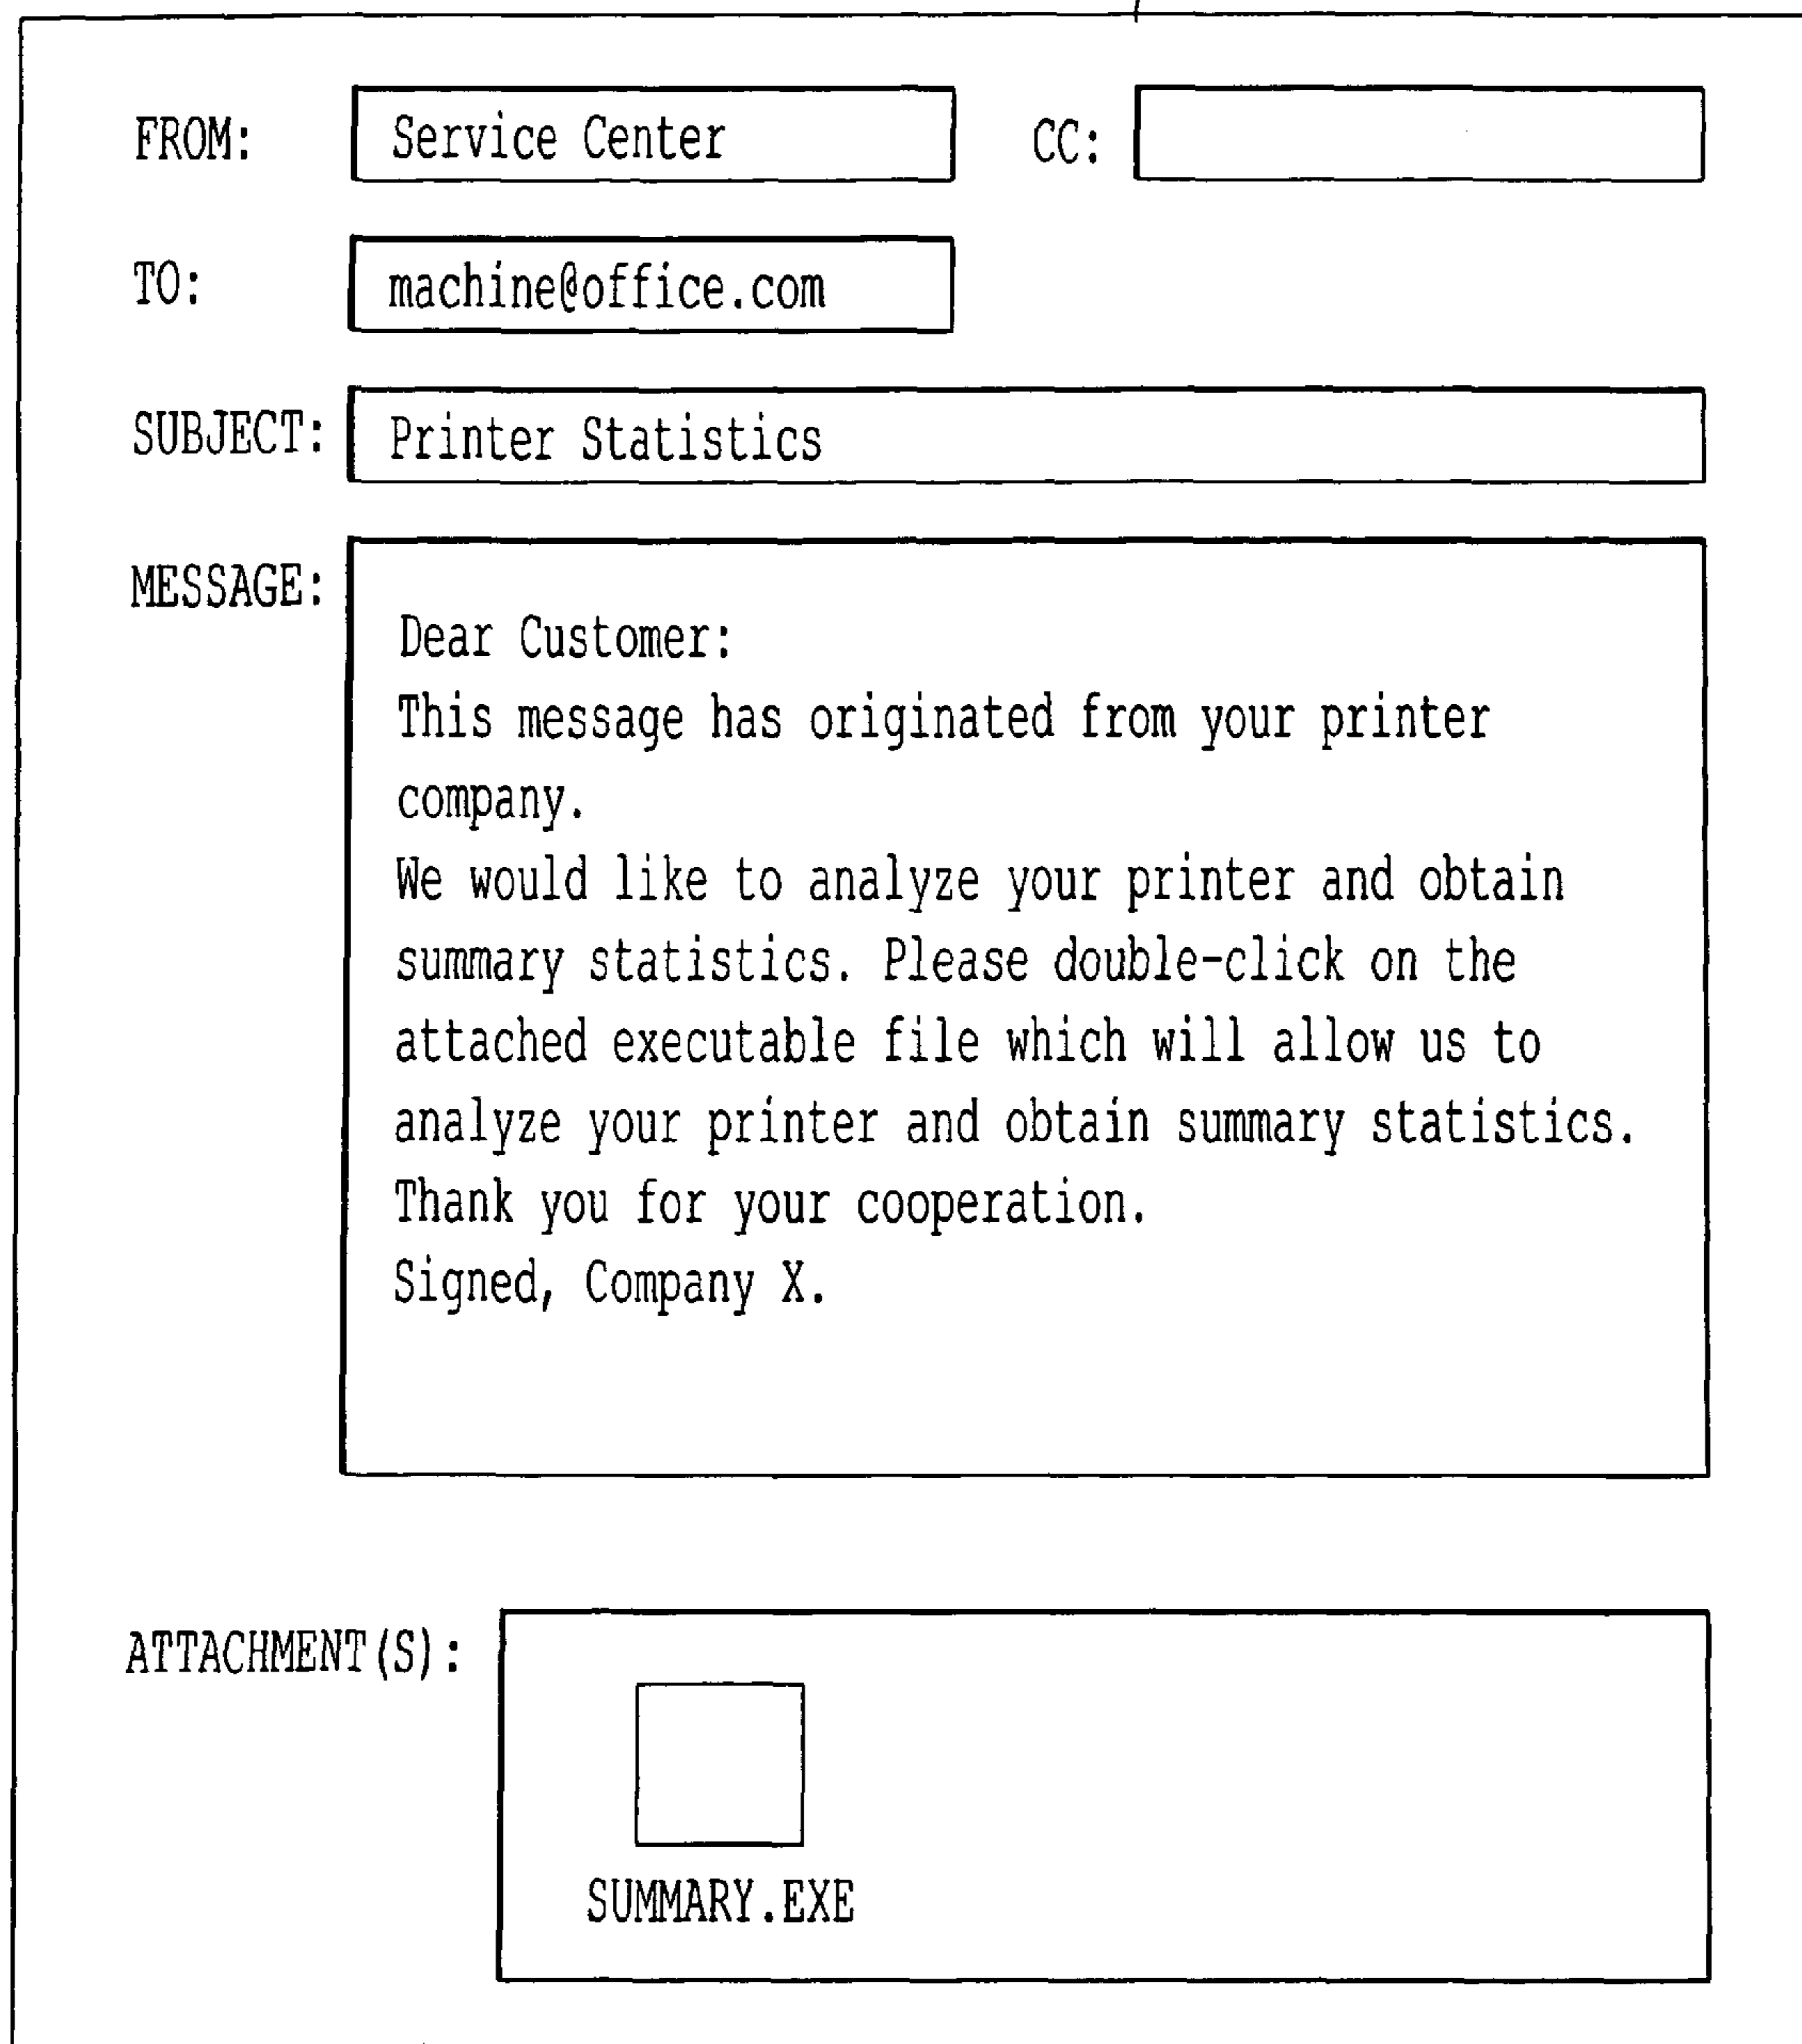 FROM: Service Center CC:
TO: machine@office.com
SUBJECT: Printer Statistics
MESSAGE:
Dear Customer:
This message has originated from your printer
company.
We would like to analyze your printer and obtain
summary statistics. Please double-click on the
attached executable file which will allow us to
analyze your printer and obtain summary statistics.
Thank you for your cooperation.
Signed, Company X.
ATTACHMENT(S):
SUMMARY.EXE